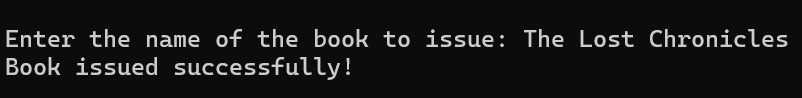 Enter the name of the book to issue: The Lost Chronicles
Book issued successfully!